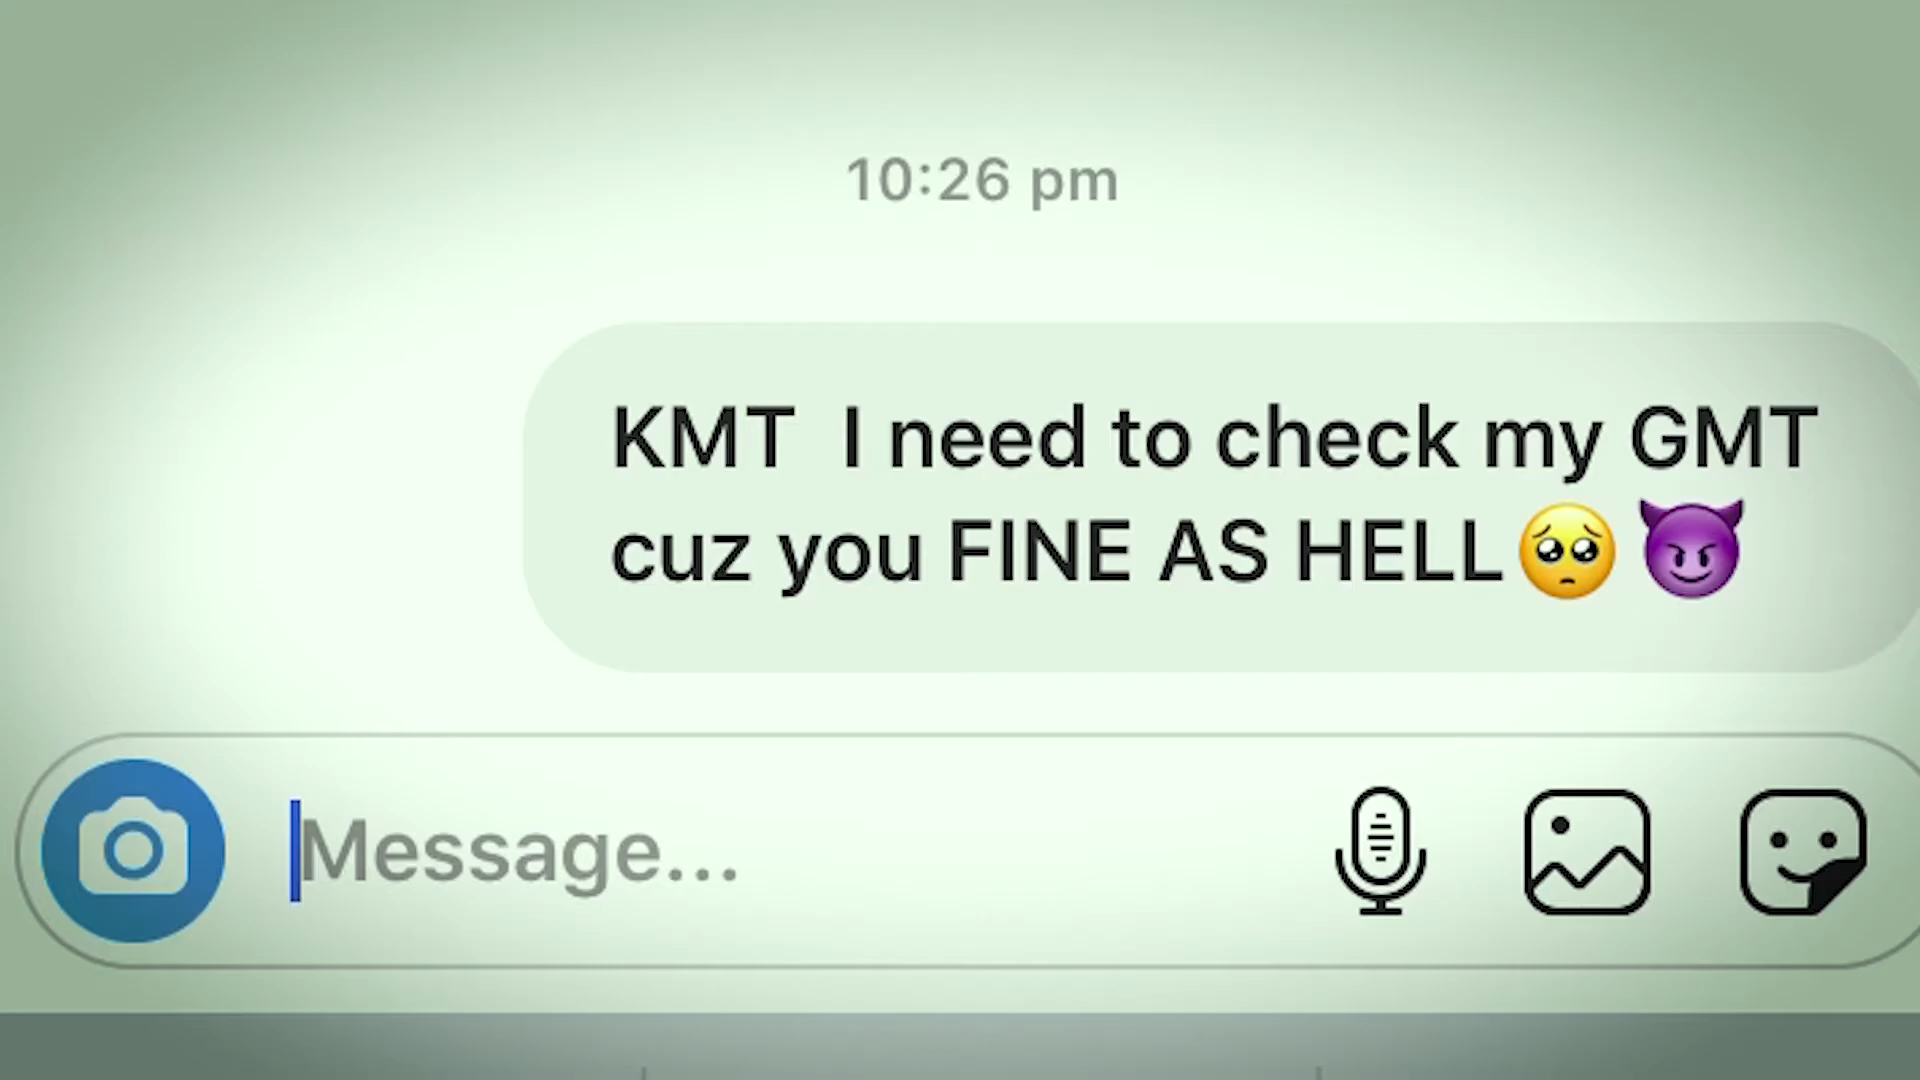 10:26 pm
KMT  I need to check my GMT
cuz you FINE AS HELL🥺😈
Message...